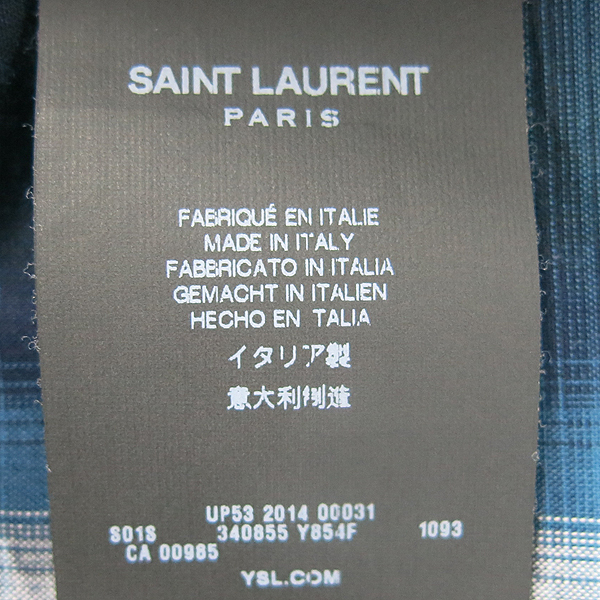 SAINT LAURENT
PARIS
FABRIQUÉ EN ITALIE
MADE IN ITALY
FABBRICATO IN ITALIA
GEMACHT IN ITALIEN
HECHO EN TALIA
イタリア製
意大利制造
UP53 2014 00031
S01S 340855 Y854F 1093
CA 00985
YSL.COM